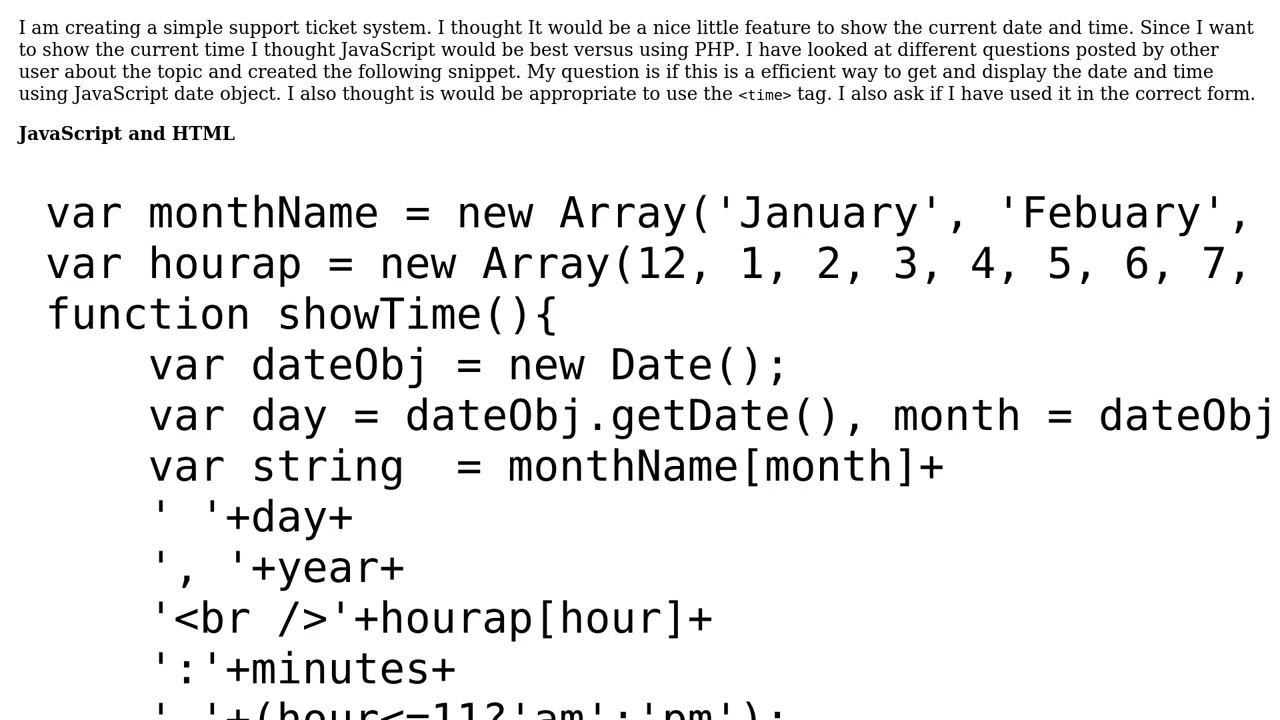 I am creating a simple support ticket system. I thought It would be a nice little feature to show the current date and time. Since I want
to show the current time I thought JavaScript would be best versus using PHP. I have looked at different questions posted by other
user about the topic and created the following snippet. My question is if this is a efficient way to get and display the date and time
using JavaScript date object. I also thought is would be appropriate to use the <time> tag. I also ask if I have used it in the correct form.
JavaScript and HTML
var monthName = new Array('January', 'Febuary',
var hourap = new Array(12, 1, 2, 3, 4, 5, 6, 7,
function showTime(){
var dateObj = new Date();
var day = dateObj.getDate(), month = dateObj
var string  = monthName[month]+
' '+day+
', '+year+
'<br />'+hourap[hour]+
':'+minutes+
' '+(hour<=11?'am':'pm');